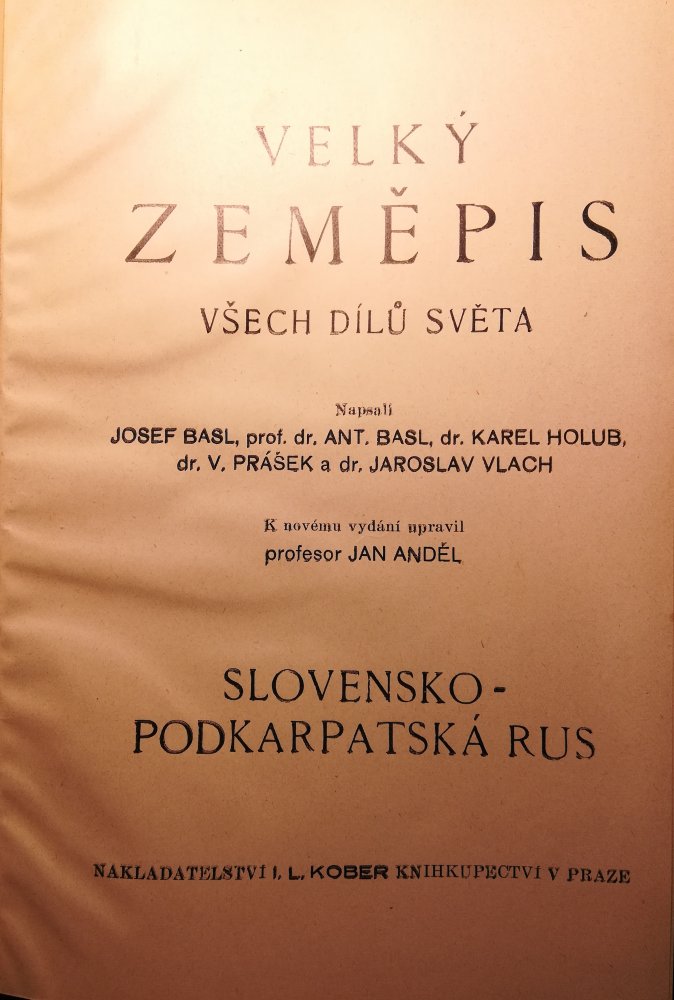 VELKÝ
ZEMĚPIS
VŠECH DÍLŮ SVĚTA
Napsali
JOSEF BASL, prof. dr. ANT. BASL, dr. KAREL HOLUB,
dr. V. PRÁŠEK a dr. JAROSLAV VLACH
K novému vydání upravil
profesor JAN ANDĚL
SLOVENSKO-
PODKARPATSKÁ RUS
NAKLADATELSTVÍ I. L. KOBER KNIHKUPECTVÍ V PRAZE